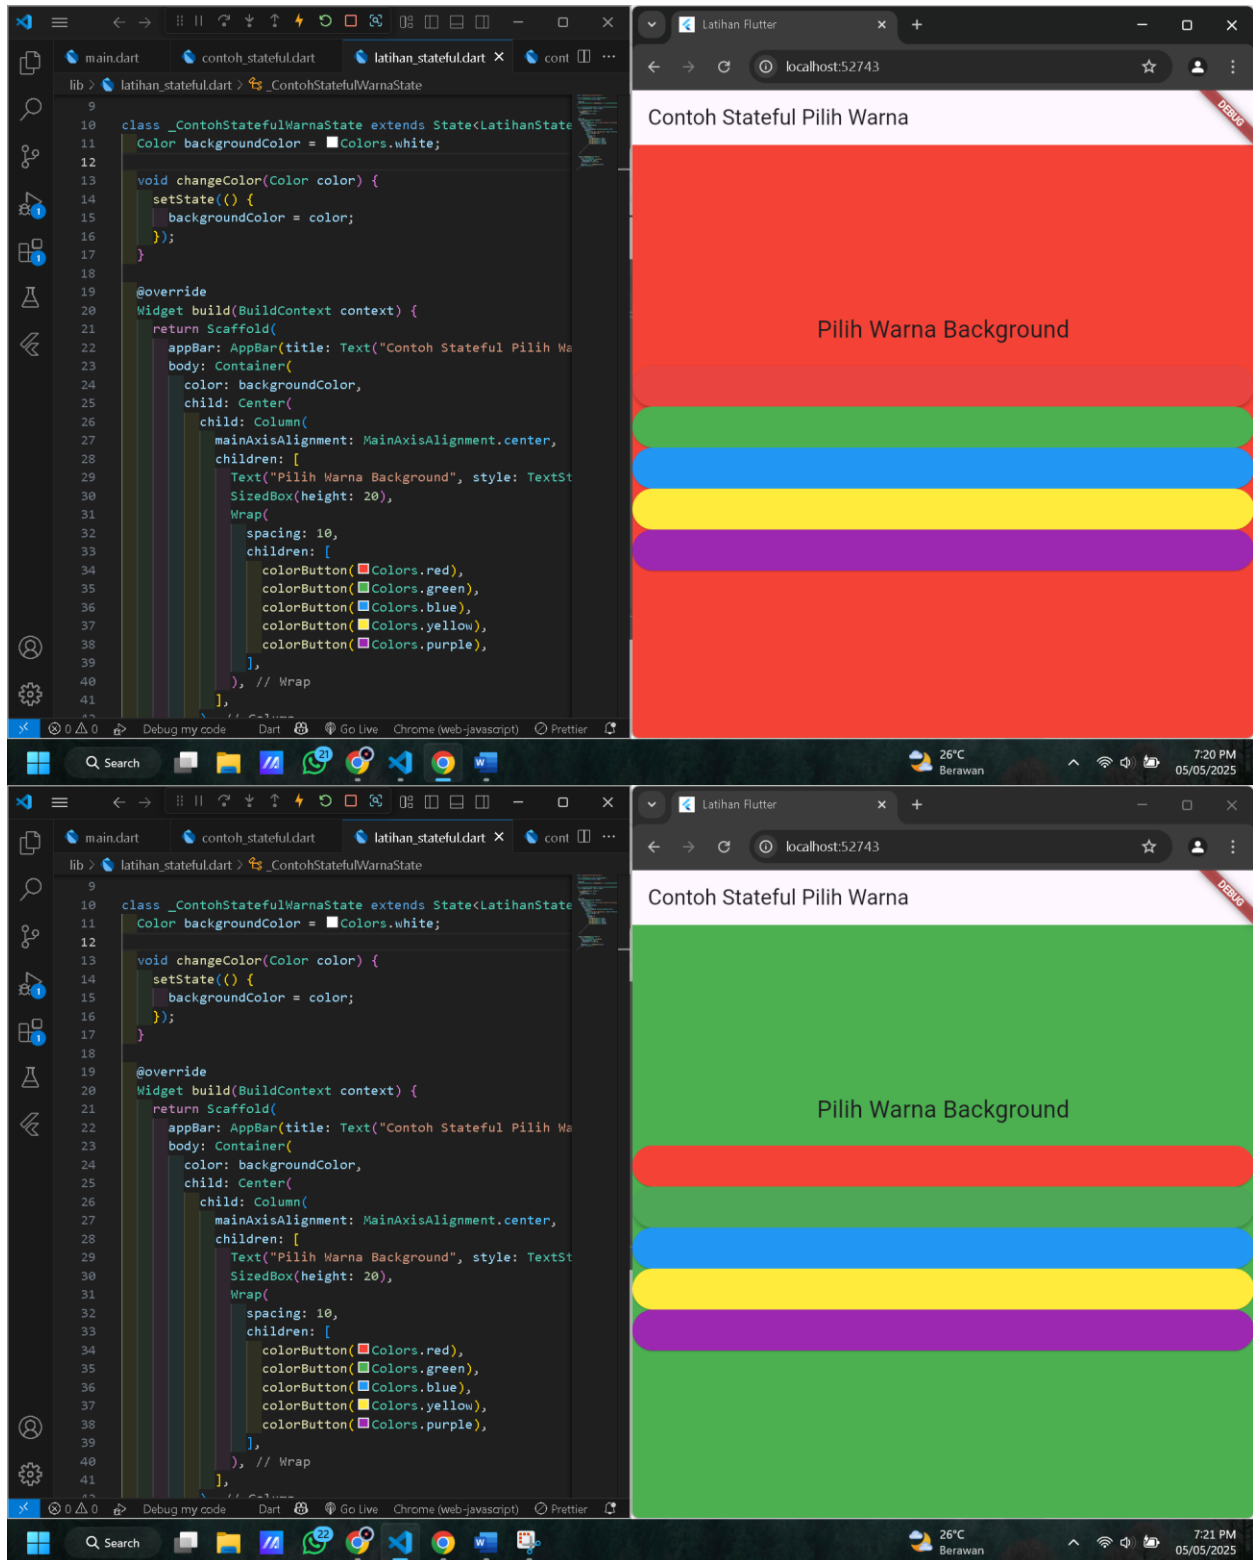 main.dart
contoh_stateful.dart
latihan_stateful.dart
cont
lib > latihan_stateful.dart > _ContohStatefulWarnaState
9
10 class _ContohStatefulWarnaState extends State<LatihanState
11 Color backgroundColor = Colors.white;
12
13 void changeColor(Color color) {
14 setState(() {
15 backgroundColor = color;
16 });
17 }
18
19 @override
20 Widget build(BuildContext context) {
21 return Scaffold(
22 appBar: AppBar(title: Text("Contoh Stateful Pilih Wa
23 body: Container(
24 color: backgroundColor,
25 child: Center(
26 child: Column(
27 mainAxisAlignment: MainAxisAlignment.center,
28 children: [
29 Text("Pilih Warna Background", style: TextSt
30 SizedBox(height: 20),
31 Wrap(
32 spacing: 10,
33 children: [
34 colorButton(Colors.red),
35 colorButton(Colors.green),
36 colorButton(Colors.blue),
37 colorButton(Colors.yellow),
38 colorButton(Colors.purple),
39 ],
40 ), // Wrap
41 ],
1
1
0 0 Debug my code Dart Go Live Chrome (web-javascript) Prettier
Latihan Flutter
localhost:52743
Contoh Stateful Pilih Warna
DEBUG
Pilih Warna Background
Search
21
26°C
Berawan
7:20 PM
05/05/2025
main.dart
contoh_stateful.dart
latihan_stateful.dart
cont
lib > latihan_stateful.dart > _ContohStatefulWarnaState
9
10 class _ContohStatefulWarnaState extends State<LatihanState
11 Color backgroundColor = Colors.white;
12
13 void changeColor(Color color) {
14 setState(() {
15 backgroundColor = color;
16 });
17 }
18
19 @override
20 Widget build(BuildContext context) {
21 return Scaffold(
22 appBar: AppBar(title: Text("Contoh Stateful Pilih Wa
23 body: Container(
24 color: backgroundColor,
25 child: Center(
26 child: Column(
27 mainAxisAlignment: MainAxisAlignment.center,
28 children: [
29 Text("Pilih Warna Background", style: TextSt
30 SizedBox(height: 20),
31 Wrap(
32 spacing: 10,
33 children: [
34 colorButton(Colors.red),
35 colorButton(Colors.green),
36 colorButton(Colors.blue),
37 colorButton(Colors.yellow),
38 colorButton(Colors.purple),
39 ],
40 ), // Wrap
41 ],
1
1
0 0 Debug my code Dart Go Live Chrome (web-javascript) Prettier
Latihan Flutter
localhost:52743
Contoh Stateful Pilih Warna
DEBUG
Pilih Warna Background
Search
22
26°C
Berawan
7:21 PM
05/05/2025